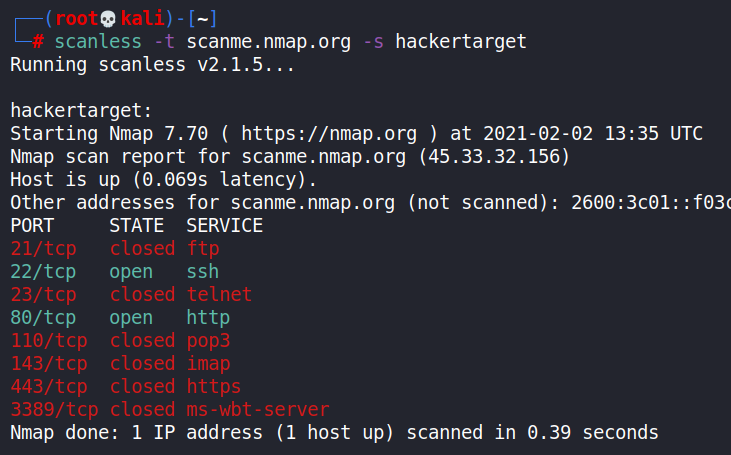 ┌──(root💀kali)-[~]
└─# scanless -t scanme.nmap.org -s hackertarget
Running scanless v2.1.5...
hackertarget:
Starting Nmap 7.70 ( https://nmap.org ) at 2021-02-02 13:35 UTC
Nmap scan report for scanme.nmap.org (45.33.32.156)
Host is up (0.069s latency).
Other addresses for scanme.nmap.org (not scanned): 2600:3c01::f03c
PORT     STATE  SERVICE
21/tcp   closed ftp
22/tcp   open   ssh
23/tcp   closed telnet
80/tcp   open   http
110/tcp  closed pop3
143/tcp  closed imap
443/tcp  closed https
3389/tcp closed ms-wbt-server
Nmap done: 1 IP address (1 host up) scanned in 0.39 seconds